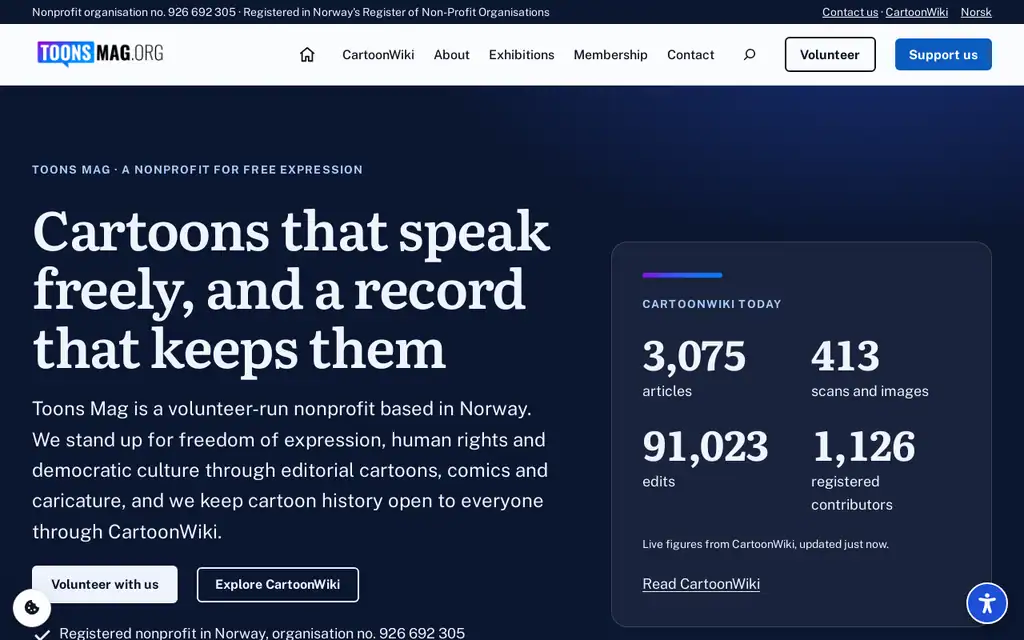 Nonprofit organisation no. 926 692 305 · Registered in Norway's Register of Non-Profit Organisations
Contact us · CartoonWiki Norsk
TOONS MAG.ORG
CartoonWiki About Exhibitions Membership Contact Volunteer Support us
TOONS MAG · A NONPROFIT FOR FREE EXPRESSION
Cartoons that speak
freely, and a record
that keeps them
Toons Mag is a volunteer-run nonprofit based in Norway.
We stand up for freedom of expression, human rights and
democratic culture through editorial cartoons, comics and
caricature, and we keep cartoon history open to everyone
through CartoonWiki.
Volunteer with us Explore CartoonWiki
Registered nonprofit in Norway, organisation no. 926 692 305
CARTOONWIKI TODAY
3,075
articles
413
scans and images
91,023
edits
1,126
registered
contributors
Live figures from CartoonWiki, updated just now.
Read CartoonWiki